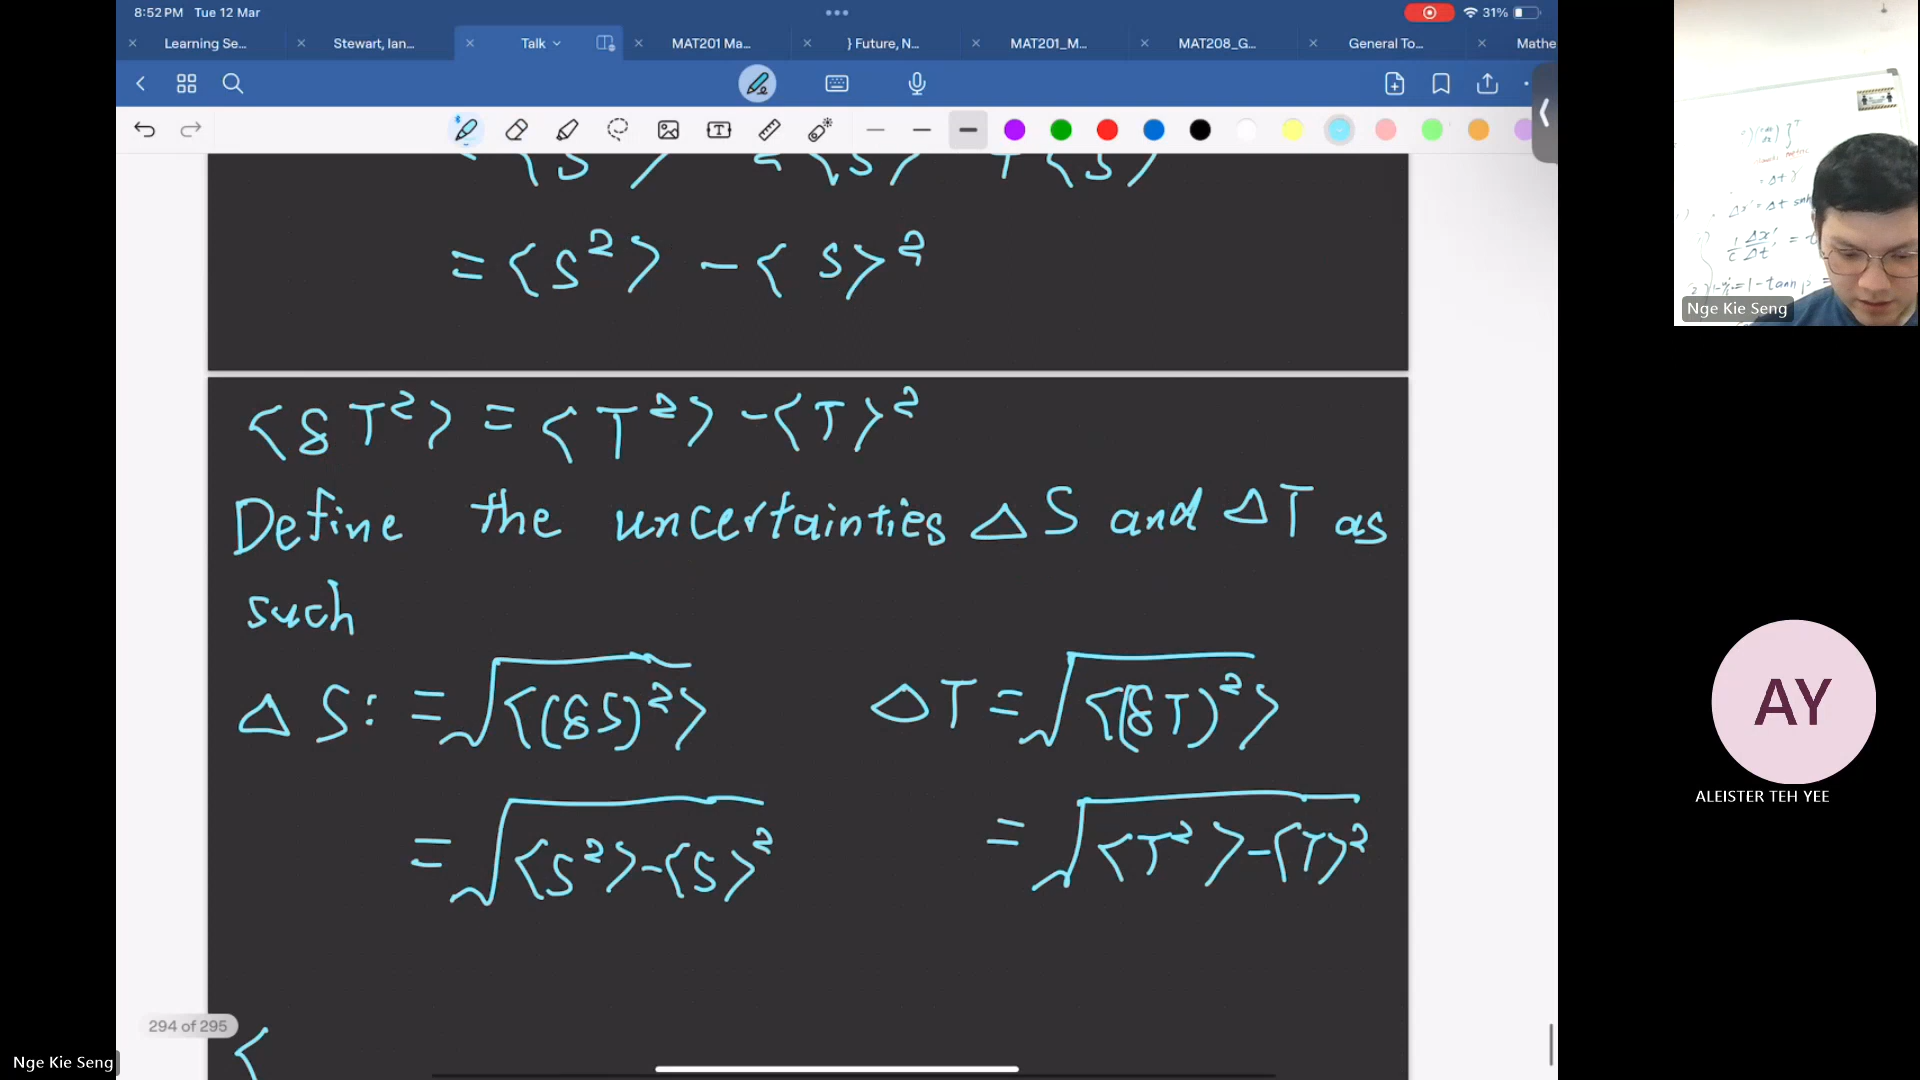 8:52 PM Tue 12 Mar
31%
Learning Se...
Stewart, Ian,...
Talk
MAT201 Ma...
} Future, N...
MAT201_M...
MAT208_G...
General To...
Mathe
= ⟨S²⟩ - ⟨S⟩²
⟨δT²⟩ = ⟨T²⟩ - ⟨T⟩²
Define the uncertainties ΔS and ΔT as
such
ΔS := √⟨(δS)²⟩ ΔT = √⟨(δT)²⟩
= √⟨S²⟩-⟨S⟩² = √⟨T²⟩-⟨T⟩²
⟨
294 of 295
Nge Kie Seng
Nge Kie Seng
AY
ALEISTER TEH YEE